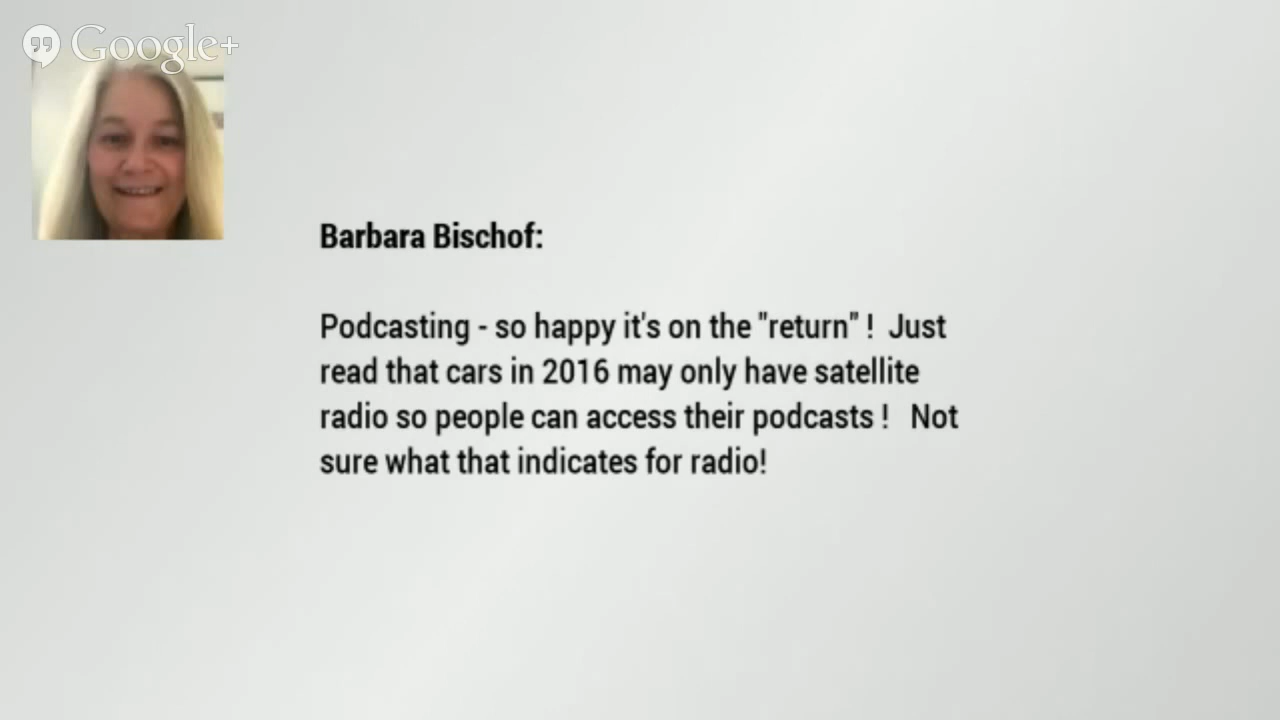 Google+
Barbara Bischof:
Podcasting - so happy it's on the "return" !  Just
read that cars in 2016 may only have satellite
radio so people can access their podcasts !   Not
sure what that indicates for radio!